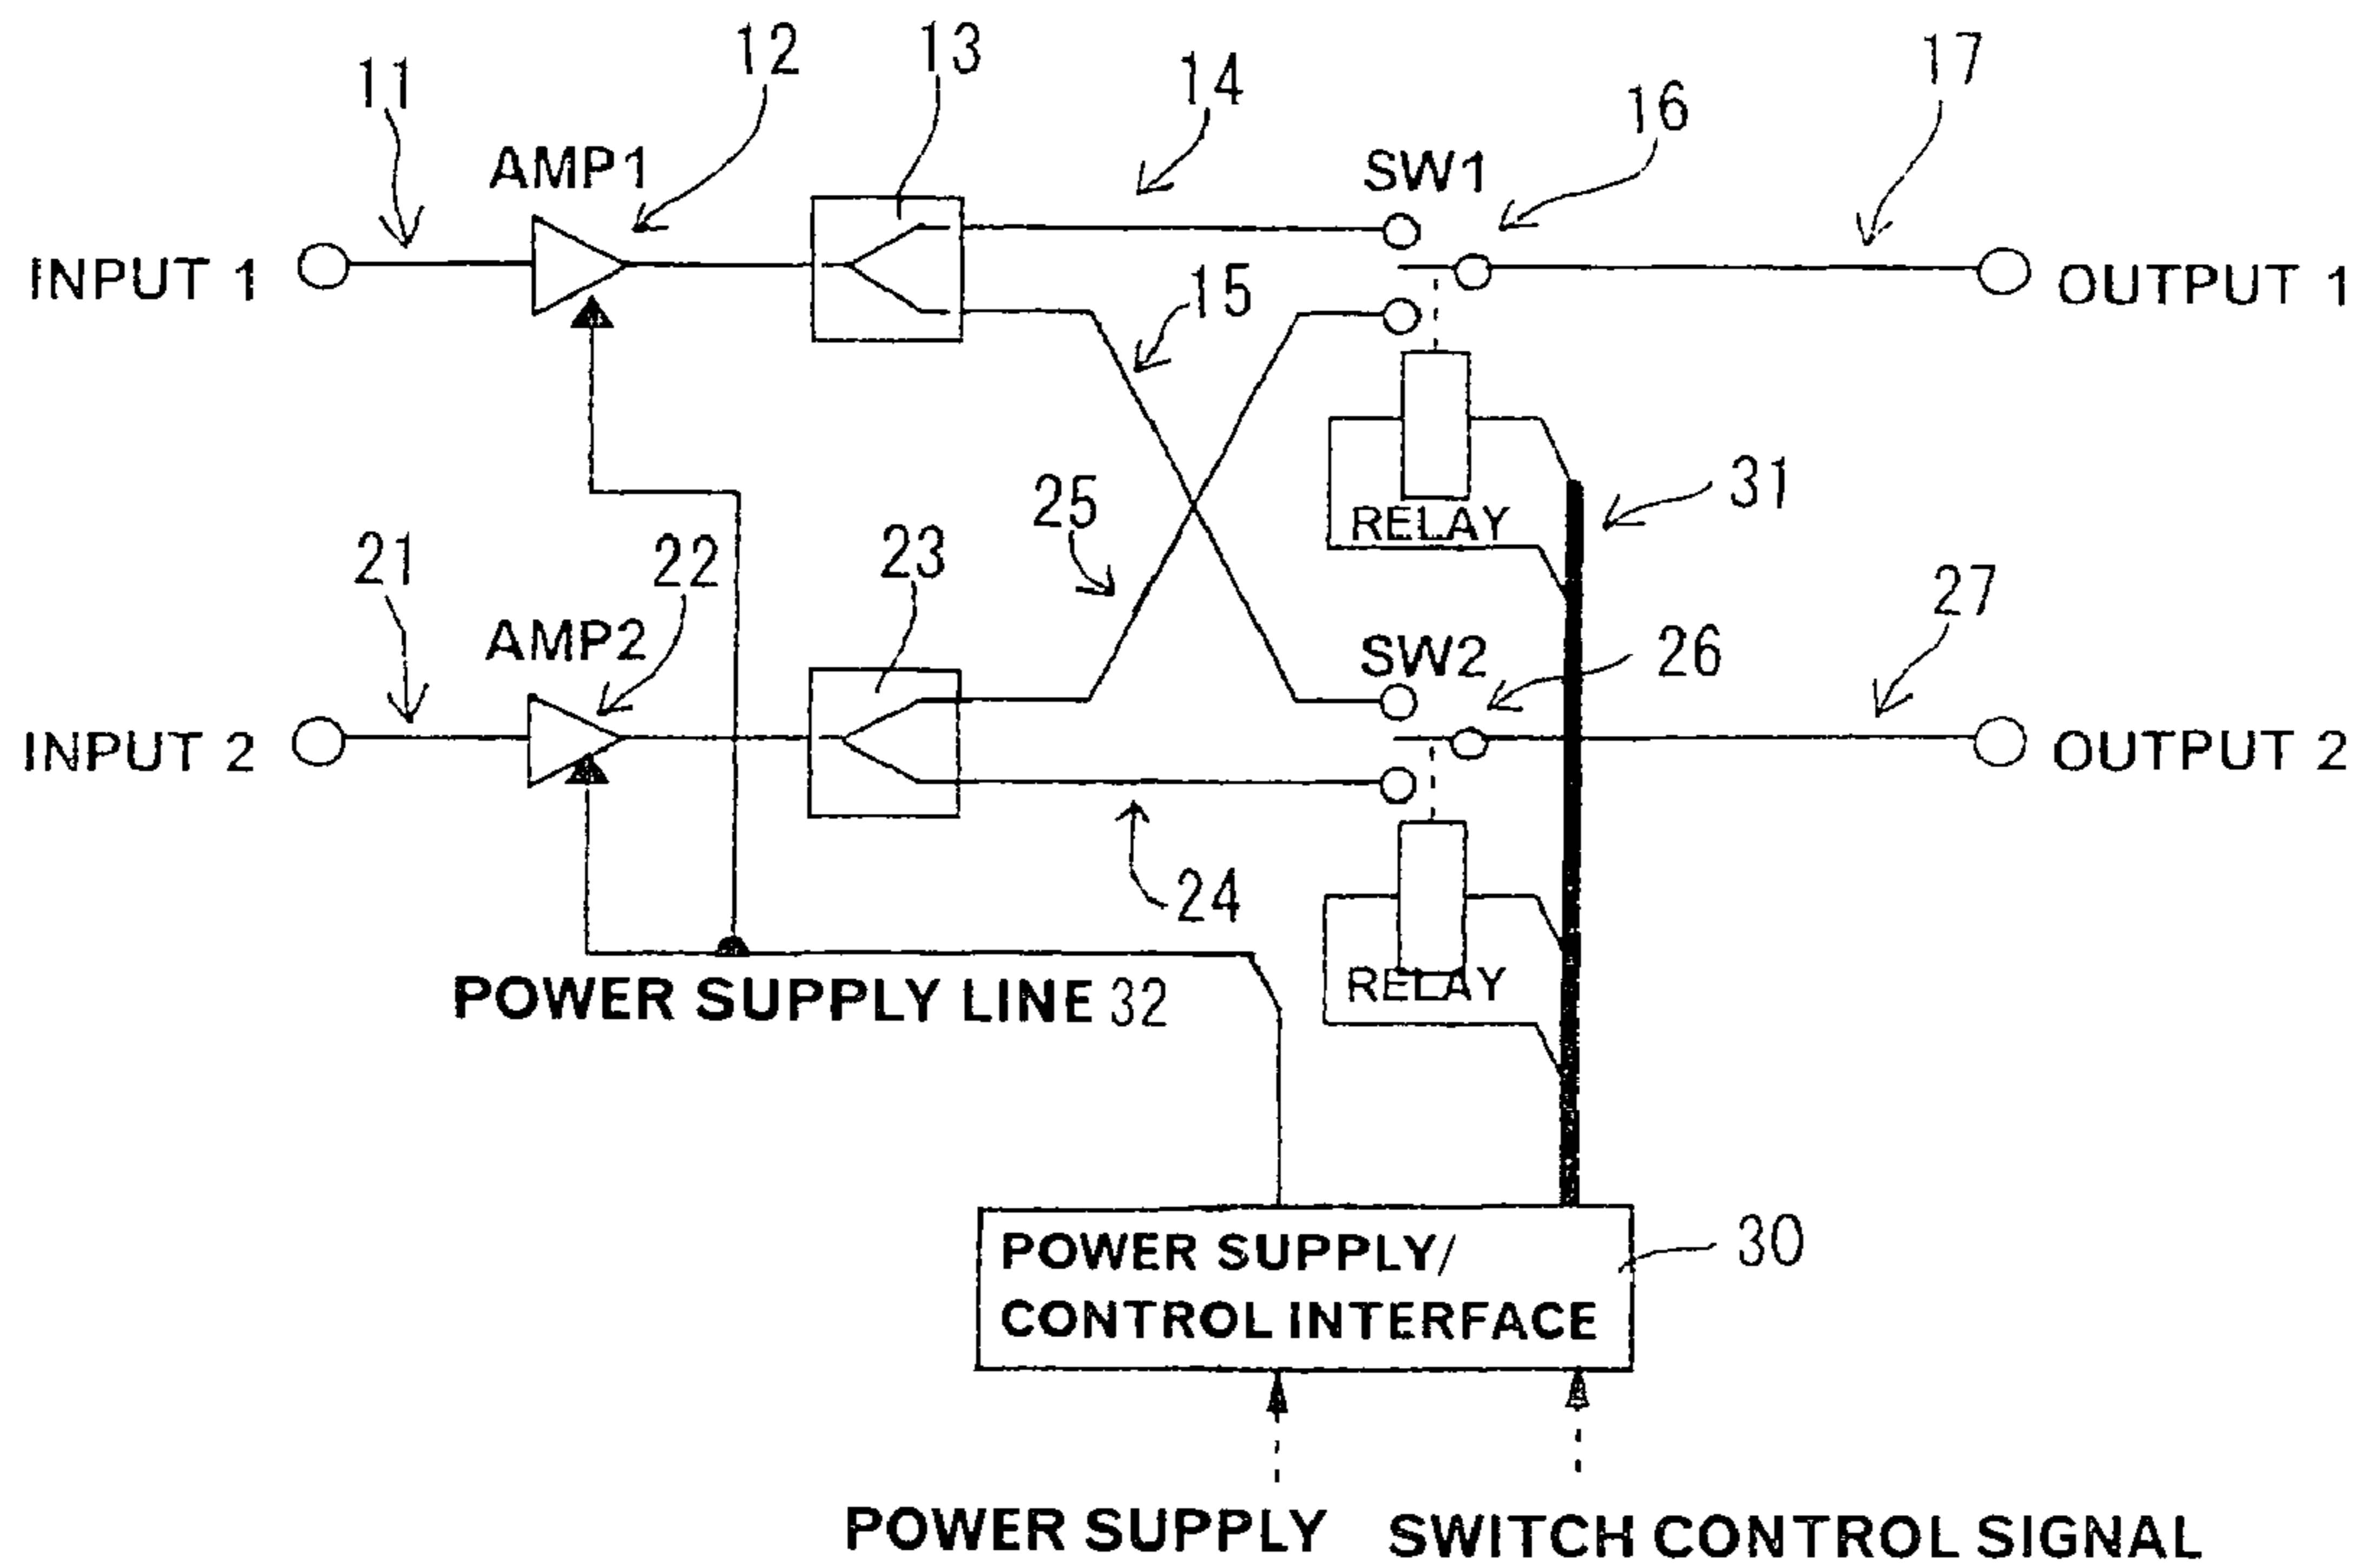 11
12
13
14
16
17
AMP1
SW1
INPUT 1
OUTPUT 1
15
21
22
23
25
RELAY
31
27
AMP2
SW2
26
INPUT 2
OUTPUT 2
24
RELAY
POWER SUPPLY LINE 32
POWER SUPPLY/
CONTROL INTERFACE
30
POWER SUPPLY
SWITCH CONTROL SIGNAL